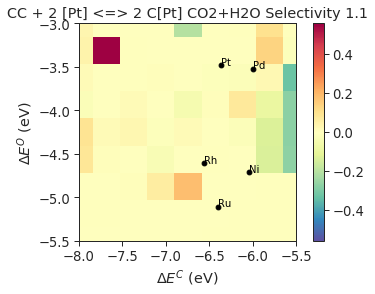 CC + 2 [Pt] <=> 2 C[Pt] CO2+H2O Selectivity 1.1
−3.0
−3.5
−4.0
−4.5
−5.0
−5.5
ΔE^O (eV)
Pt
Pd
Rh
Ni
Ru
−8.0 −7.5 −7.0 −6.5 −6.0 −5.5
ΔE^C (eV)
0.4
0.2
0.0
−0.2
−0.4